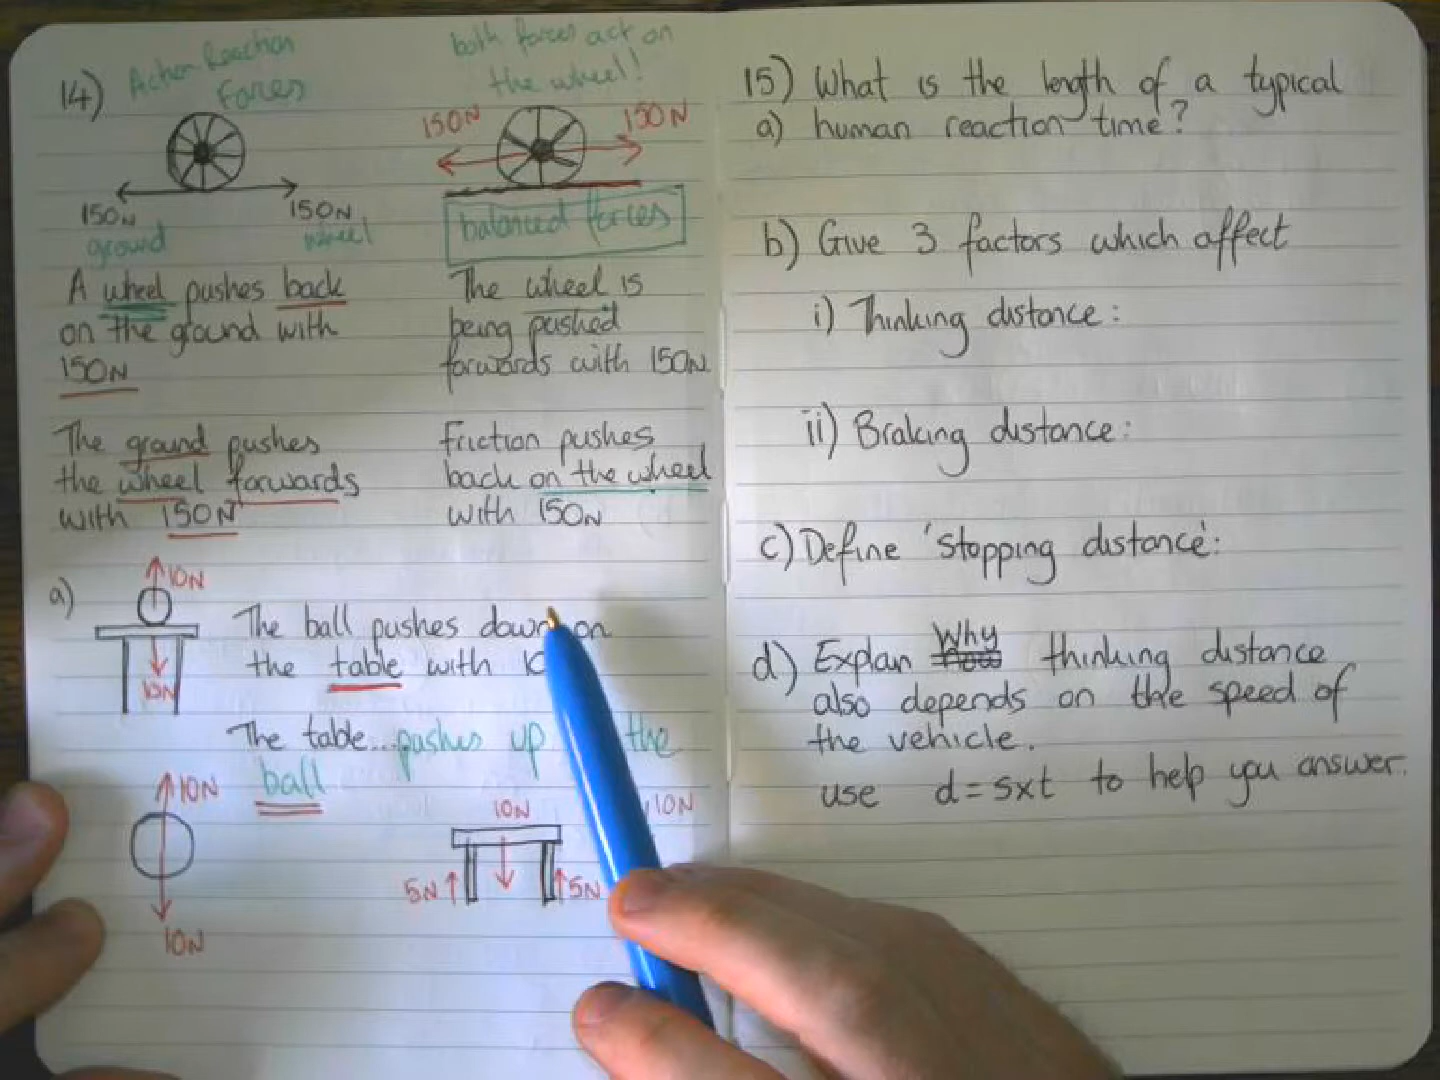 14) Action Reaction
Forces
150N
ground
150N
wheel
A wheel pushes back
on the ground with
150N
The ground pushes
the wheel forwards
with 150N
both forces act on
the wheel!
150N
150N
balanced forces
The wheel is
being pushed
forwards with 150N
friction pushes
back on the wheel
with 150N
a)
10N
10N
The ball pushes down on
the table with
The table... pushes up the
ball
10N
10N
10N
5N
5N
10N
15) What is the length of a typical
a) human reaction time?
b) Give 3 factors which affect
i) Thinking distance:
ii) Braking distance:
c) Define 'stopping distance':
d) Explain Why thinking distance
also depends on the speed of
the vehicle.
use d = s x t to help you answer.